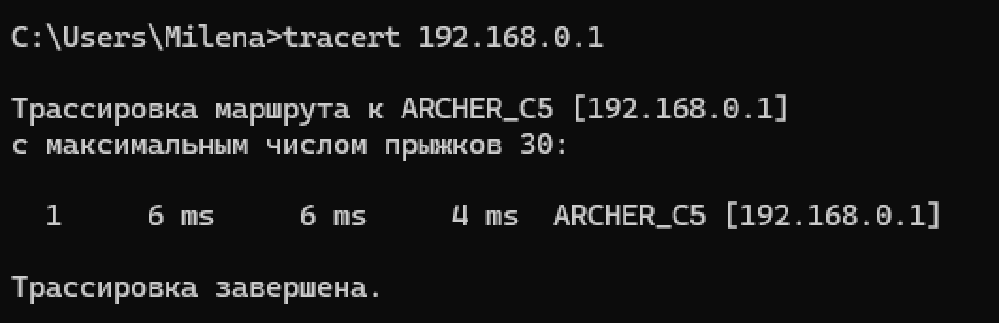 C:\Users\Milena>tracert 192.168.0.1
Трассировка маршрута к ARCHER_C5 [192.168.0.1]
с максимальным числом прыжков 30:
1 6 ms 6 ms 4 ms ARCHER_C5 [192.168.0.1]
Трассировка завершена.